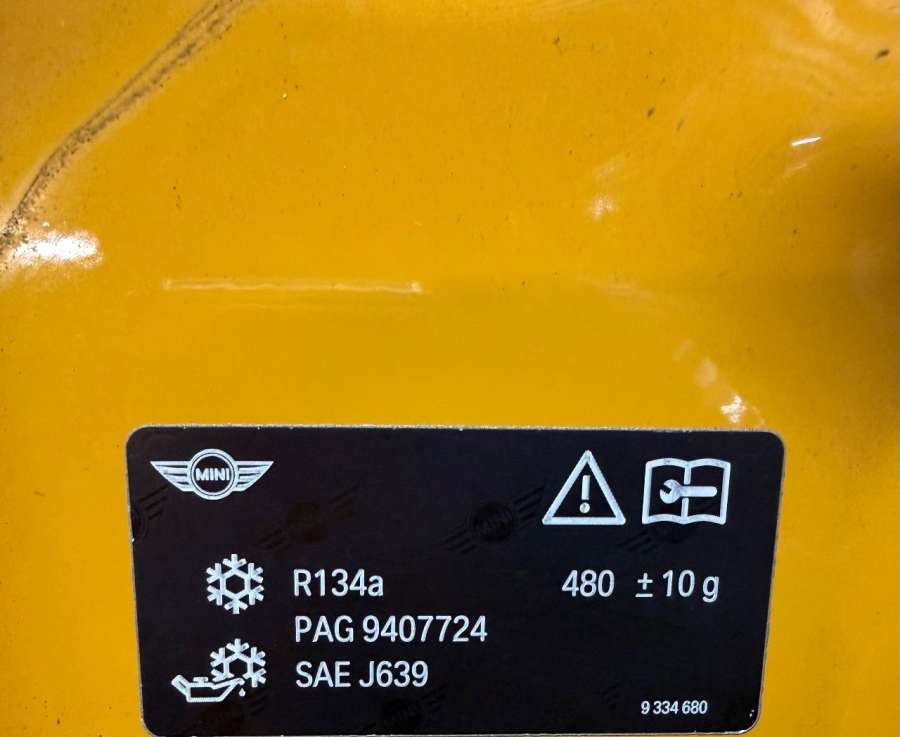 MINI
R134a 480 ± 10 g
PAG 9407724
SAE J639
9 334 680